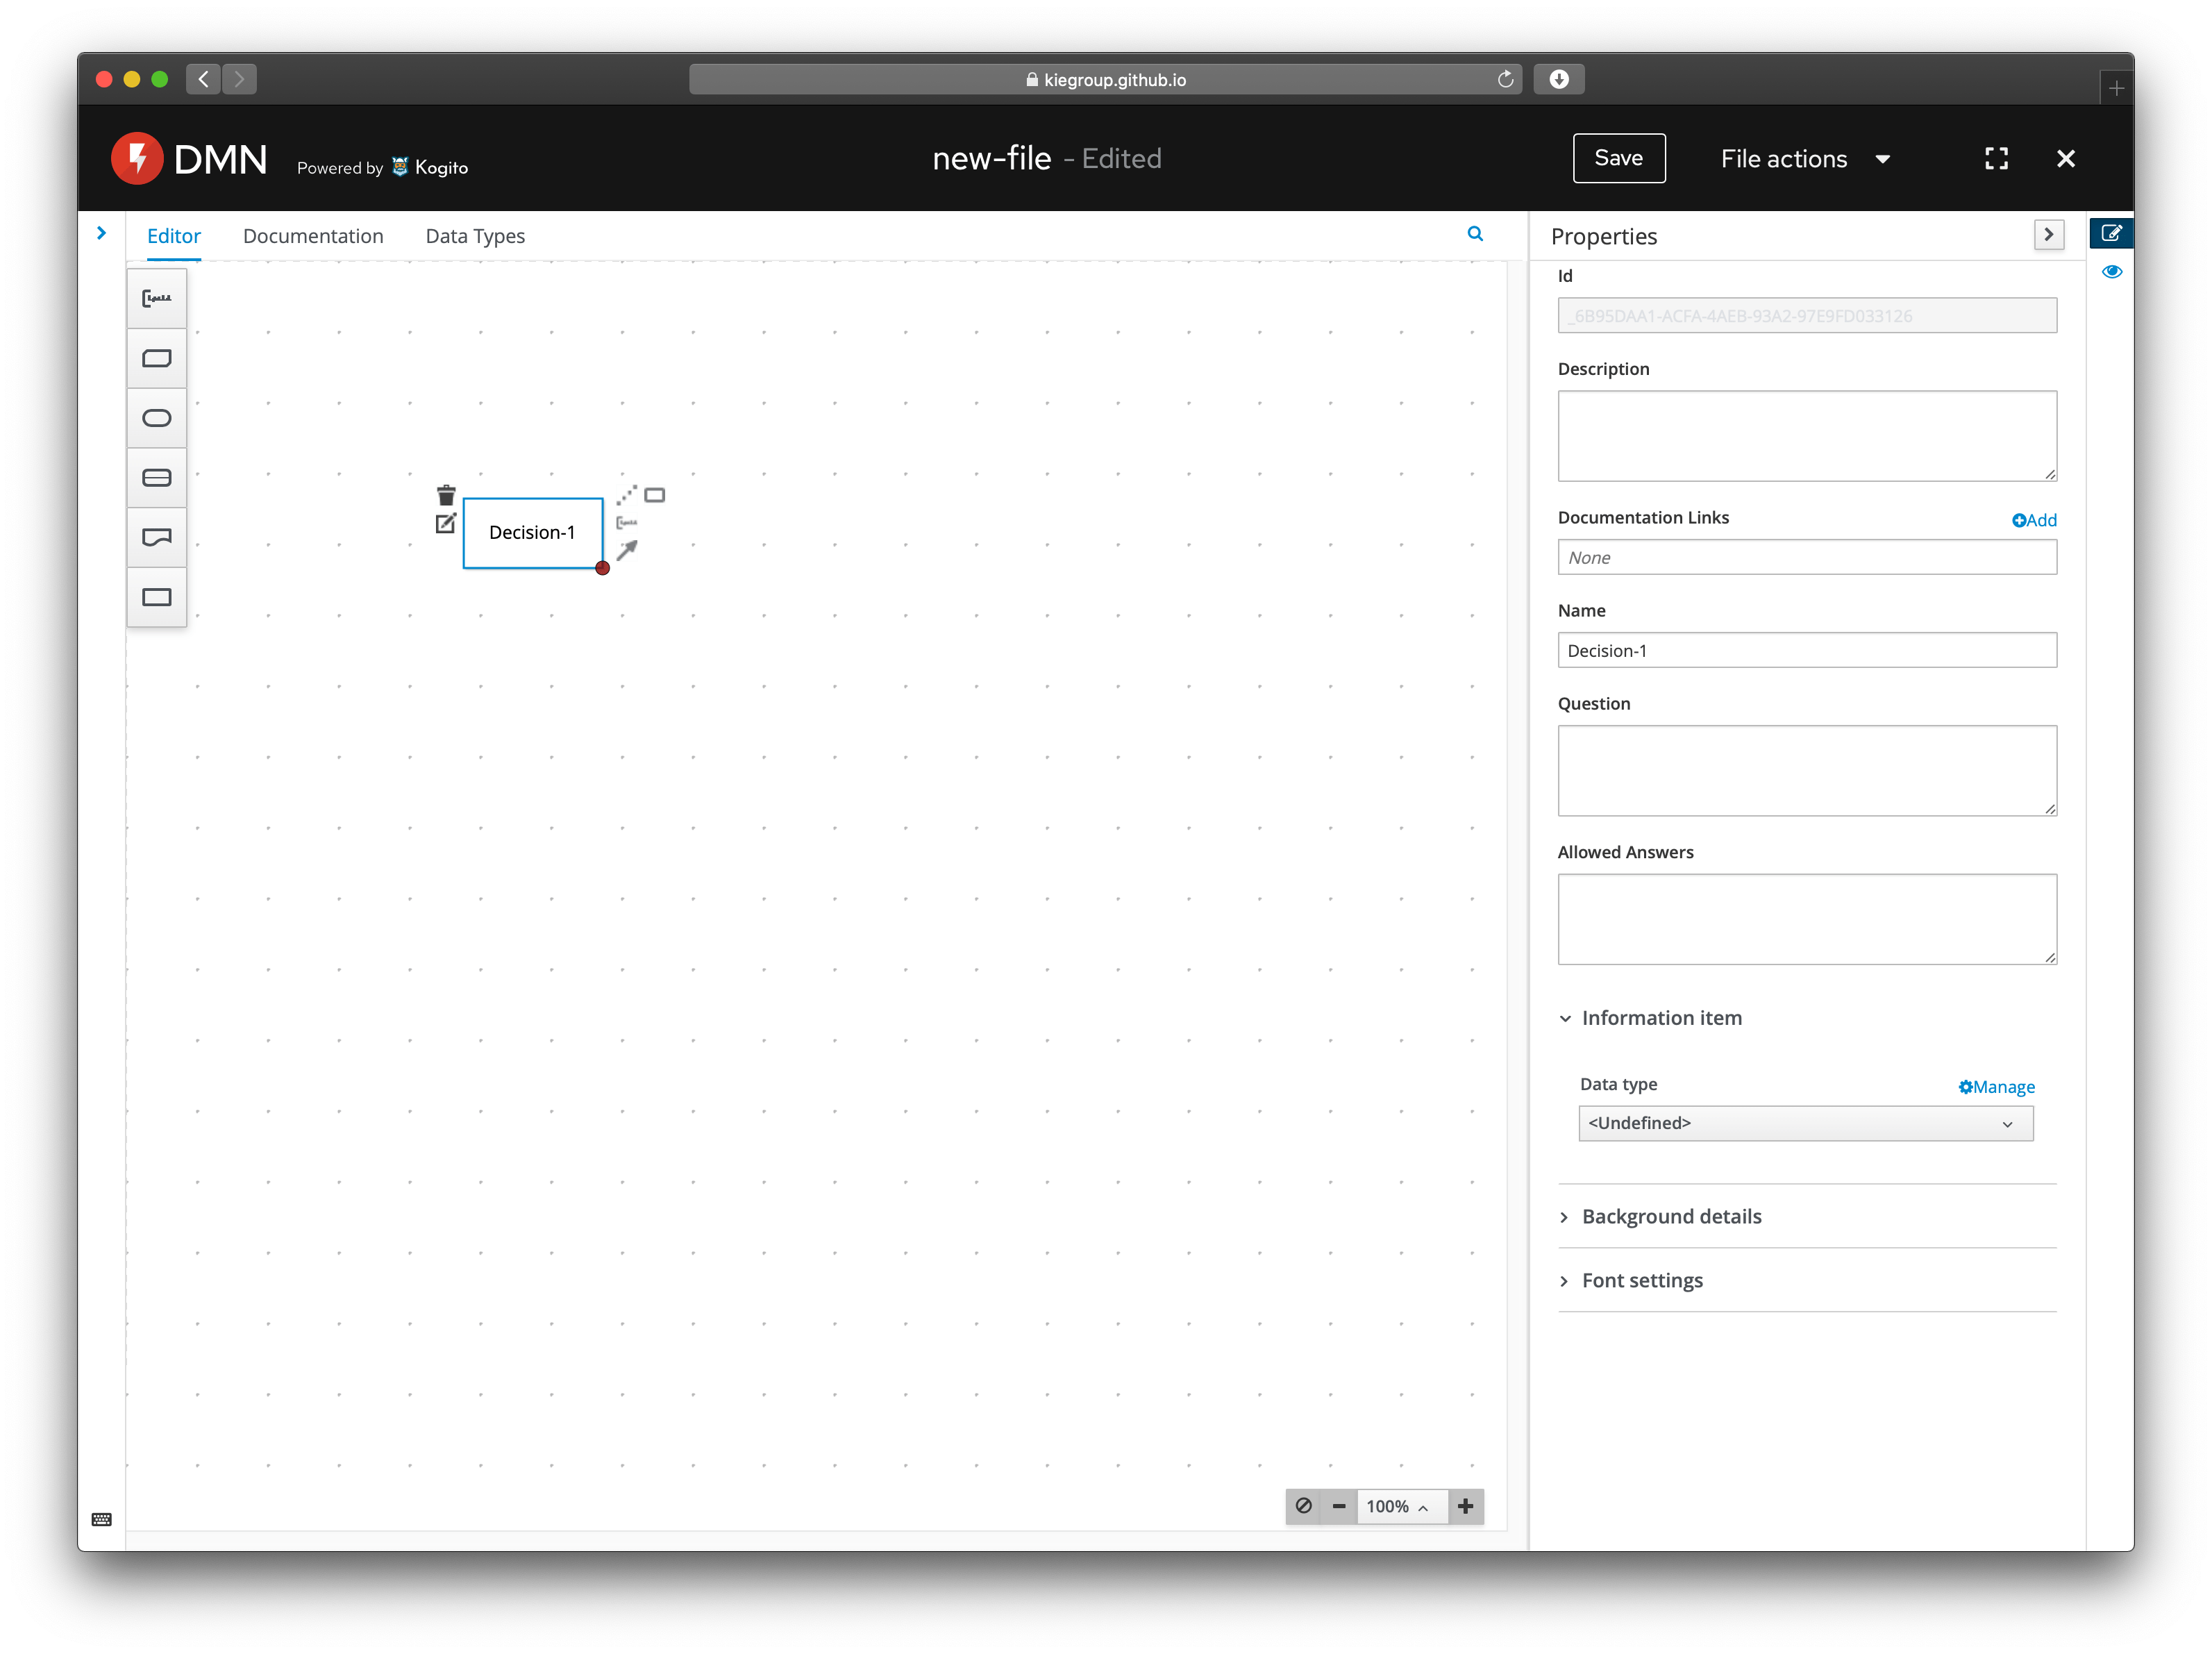 kiegroup.github.io
DMN Powered by Kogito
new-file - Edited
Save
File actions
Editor Documentation Data Types
Decision-1
100%
Properties
Id
_6B95DAA1-ACFA-4AEB-93A2-97E9FD033126
Description
Documentation Links
Add
None
Name
Decision-1
Question
Allowed Answers
Information item
Data type
Manage
<Undefined>
Background details
Font settings